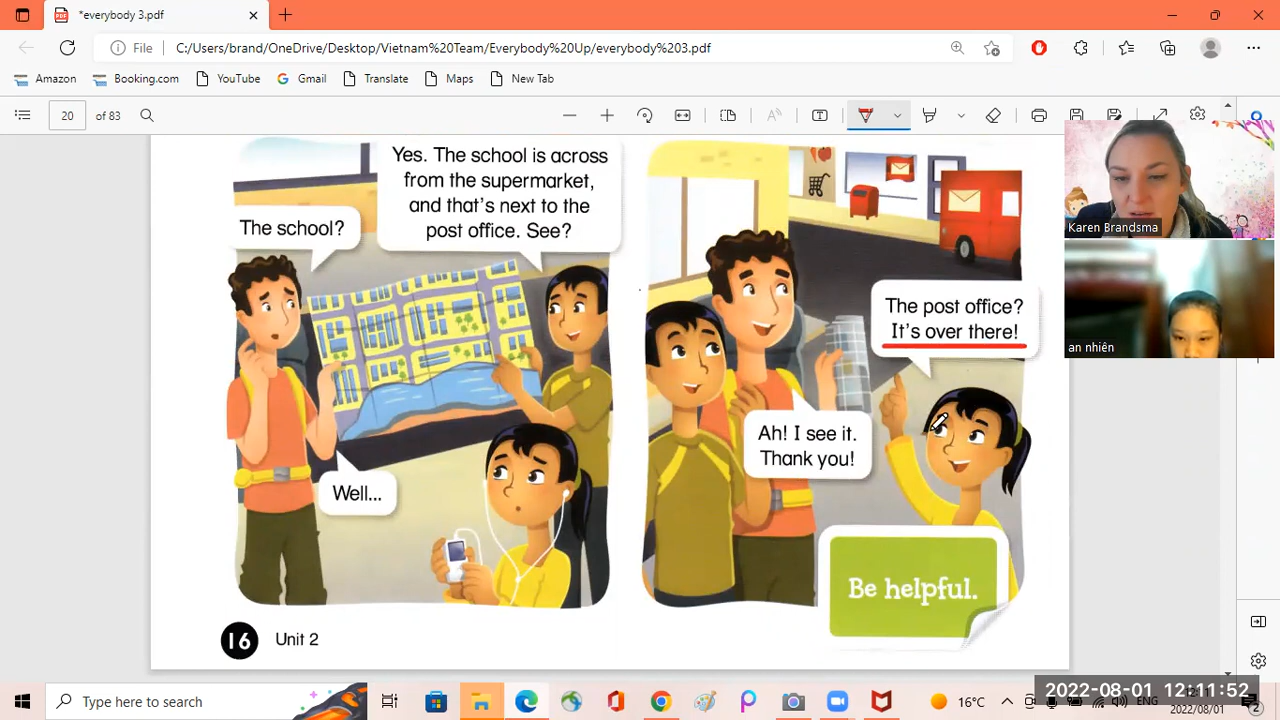 *everybody 3.pdf
File
C:/Users/brand/OneDrive/Desktop/Vietnam%20Team/Everybody%20Up/everybody%203.pdf
Amazon
Booking.com
YouTube
Gmail
Translate
Maps
New Tab
20 of 83
Yes. The school is across
from the supermarket,
and that's next to the
post office. See?
The school?
Well...
The post office?
It's over there!
Ah! I see it.
Thank you!
Be helpful.
16 Unit 2
Karen Brandsma
an nhiên
Type here to search
16°C
ENG
2022-08-01 12:11:52
2022/08/01